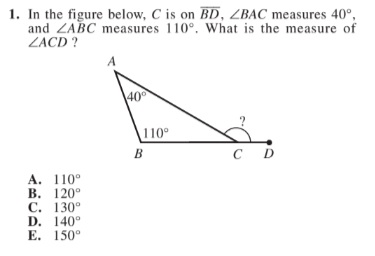 1. In the figure below, C is on BD, ∠BAC measures 40°,
and ∠ABC measures 110°. What is the measure of
∠ACD ?
A
40°
?
110°
B
C
D
A. 110°
B. 120°
C. 130°
D. 140°
E. 150°